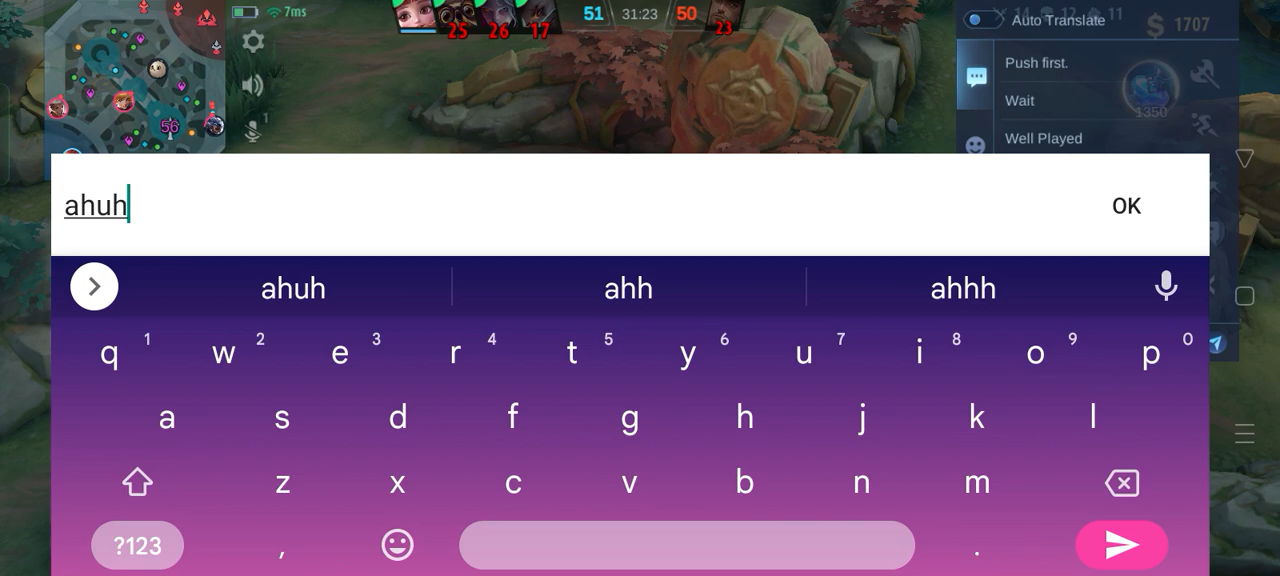 7ms
51 31:23 50
25 26 17 23
1
56
Auto Translate
1707
Push first.
Wait
1350
Well Played
ahuh
OK
ahuh ahh ahhh
q 1 w 2 e 3 r 4 t 5 y 6 u 7 i 8 o 9 p 0
a s d f g h j k l
z x c v b n m
?123 , .